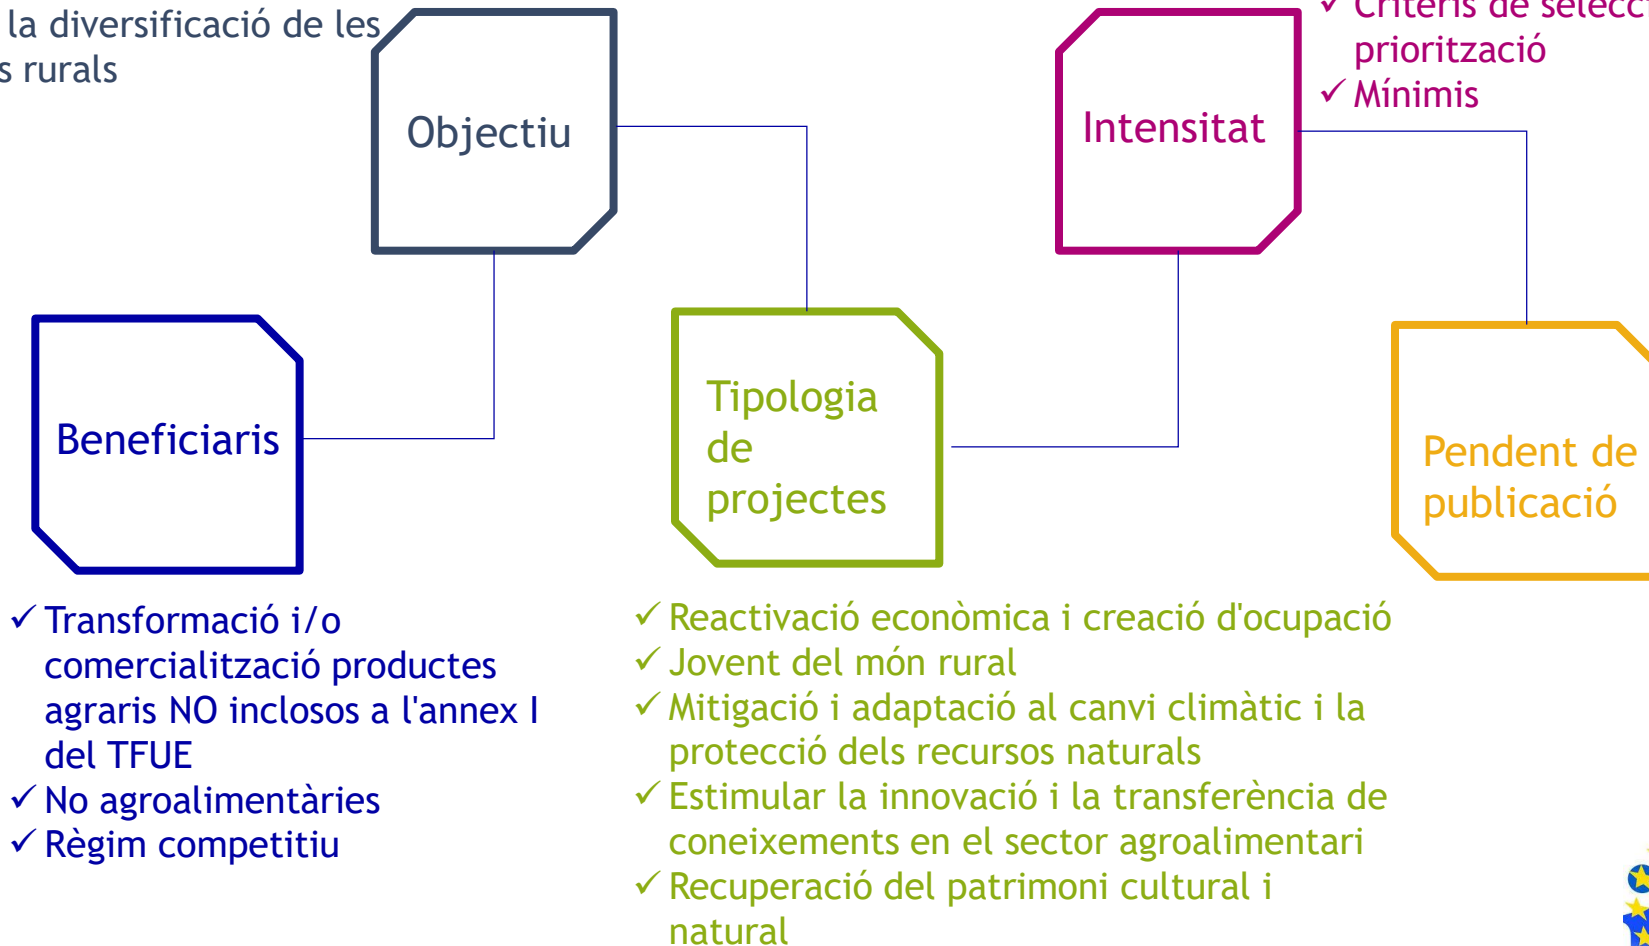 la diversificació de les
rurals
Objectiu
Intensitat
Criteris de
✓ priorització
✓ Mínimis
Beneficiaris
Tipologia
de
projectes
Pendent de
publicació
✓ Transformació i/o
comercialització productes
agraris NO inclosos a l'annex I
del TFUE
✓ No agroalimentàries
✓ Règim competitiu
✓ Reactivació econòmica i creació d'ocupació
✓ Jovent del món rural
✓ Mitigació i adaptació al canvi climàtic i la
protecció dels recursos naturals
✓ Estimular la innovació i la transferència de
coneixements en el sector agroalimentari
✓ Recuperació del patrimoni cultural i
natural